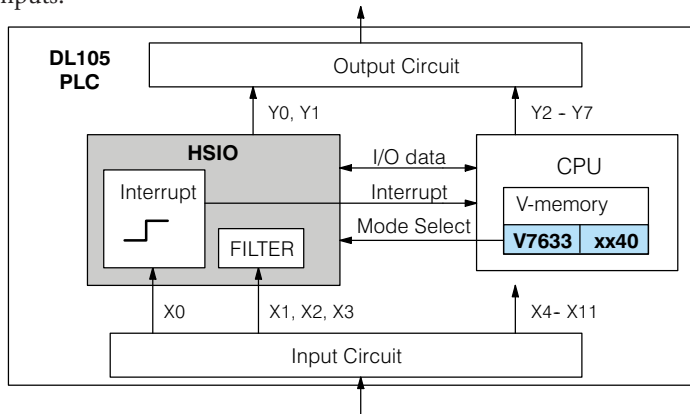 inputs.
DL105
PLC
Output Circuit
Y0, Y1
Y2 - Y7
HSIO
I/O data
CPU
Interrupt
Interrupt
V-memory
Mode Select
V7633
xx40
FILTER
X0
X1, X2, X3
X4- X11
Input Circuit